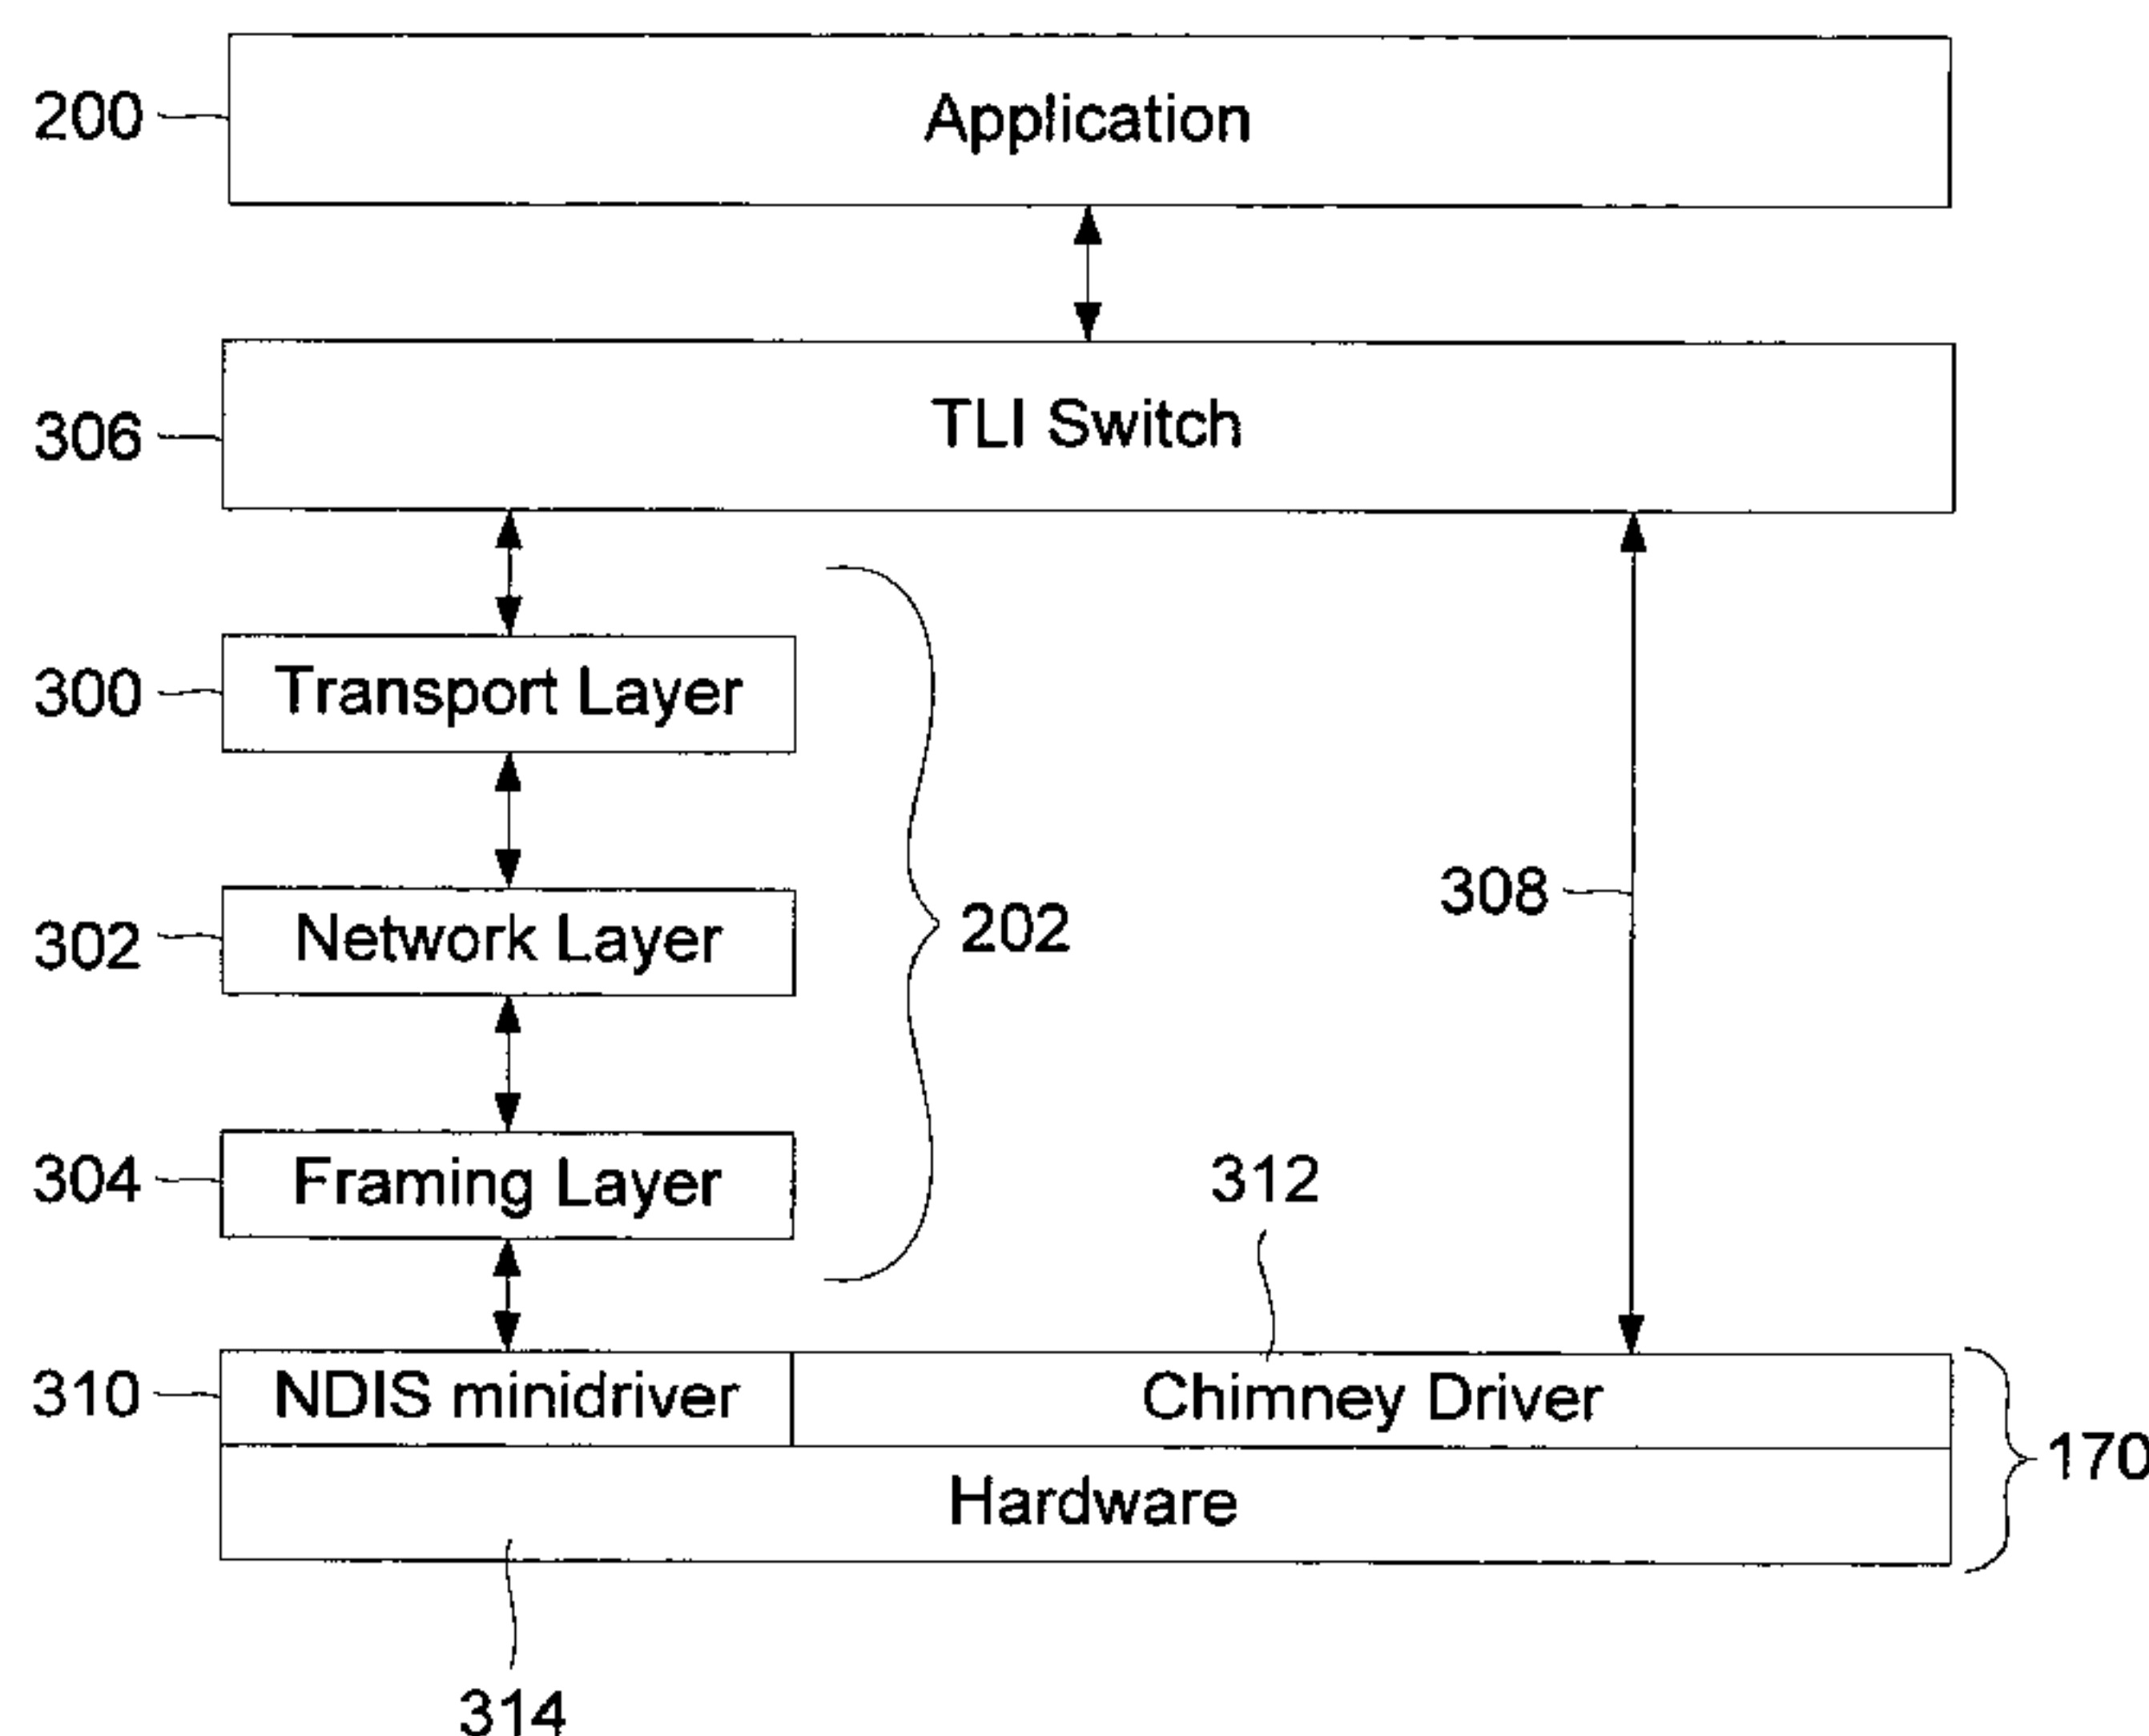 200
Application
306
TLI Switch
300
Transport Layer
302
Network Layer
202
308
304
Framing Layer
312
310
NDIS minidriver
Chimney Driver
170
Hardware
314